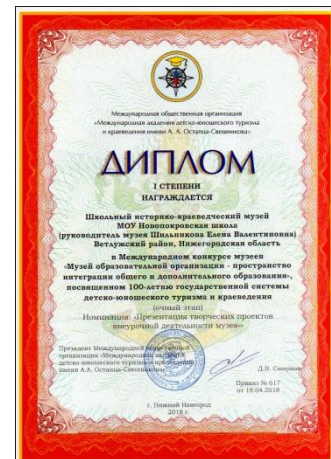 Международная общественная организация
«Международная академия детско-юношеского туризма
и краеведения имени А. А. Остапца-Свешникова»
ДИПЛОМ
I СТЕПЕНИ
НАГРАЖДАЕТСЯ
Школьный историко-краеведческий музей
МОУ Новопокровская школа
(руководитель музея Шильникова Елена Валентиновна)
Ветлужский район, Нижегородская область
в Международном конкурсе музеев
«Музей образовательной организации - пространство
интеграции общего и дополнительного образования»,
посвященном 100-летию государственной системы
детско-юношеского туризма и краеведения
(очный этап)
Номинация: «Презентация творческих проектов
внеурочной деятельности музея»
Президент Международной общественной
организации «Международная академия
детско-юношеского туризма и краеведения
имени А.А. Остапца-Свешникова»
Д.В. Смирнов
Приказ № 617
от 18.04.2018
г. Нижний Новгород
2018 г.